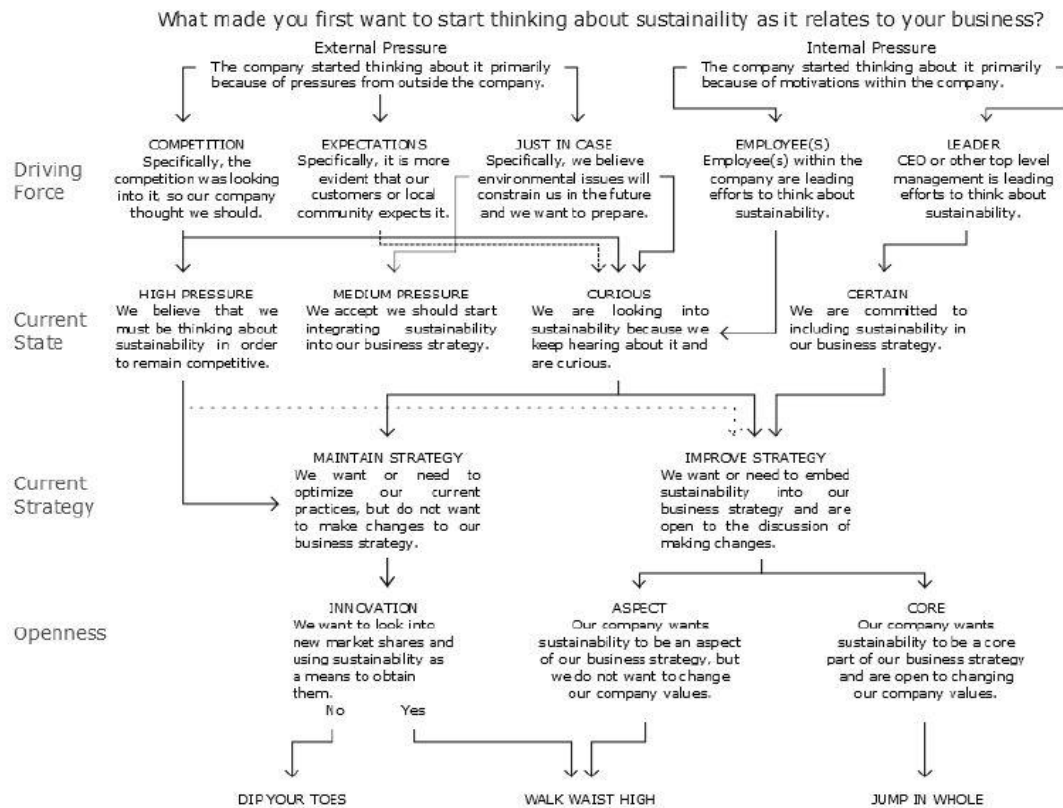 What made you first want to start thinking about sustainaility as it relates to your business?
External Pressure
The company started thinking about it primarily
because of pressures from outside the company.
Internal Pressure
The company started thinking about it primarily
because of motivations within the company.
Driving
Force
COMPETITION
Specifically, the
competition was looking
into it, so our company
thought we should.
EXPECTATIONS
Specifically, it is more
evident that our
customers or local
community expects it.
JUST IN CASE
Specifically, we believe
environmental issues will
constrain us in the future
and we want to prepare.
EMPLOYEE(S)
Employee(s) within the
company are leading
efforts to think about
sustainability.
LEADER
CEO or other top level
management is leading
efforts to think about
sustainability.
Current
State
HIGH PRESSURE
We believe that we
must be thinking about
sustainability in order
to remain competitive.
MEDIUM PRESSURE
We accept we should start
integrating sustainability
into our business strategy.
CURIOUS
We are looking into
sustainability because we
keep hearing about it and
are curious.
CERTAIN
We are committed to
including sustainability in
our business strategy.
Current
Strategy
MAINTAIN STRATEGY
We want or need to
optimize our current
practices, but do not want
to make changes to our
business strategy.
IMPROVE STRATEGY
We want or need to embed
sustainability into our
business strategy and are
open to the discussion of
making changes.
Openness
INNOVATION
We want to look into
new market shares and
using sustainability as
a means to obtain
them.
No Yes
ASPECT
Our company wants
sustainability to be an aspect
of our business strategy, but
we do not want to change
our company values.
CORE
Our company wants
sustainability to be a core
part of our business strategy
and are open to changing
our company values.
DIP YOUR TOES
WALK WAIST HIGH
JUMP IN WHOLE